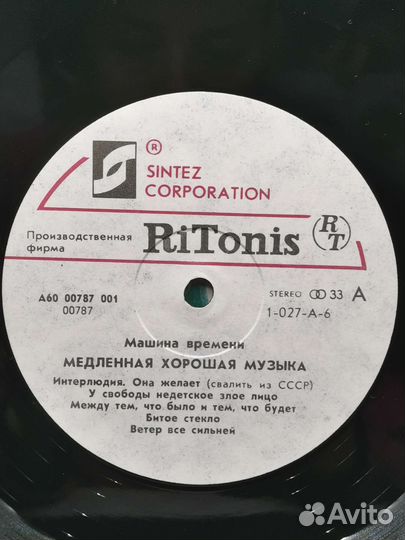 ®
SINTEZ
CORPORATION
Производственная
фирма
RiTonis
RT
A60 00787 001
00787
STEREO 33 A
1-027-A-6
Машина времени
МЕДЛЕННАЯ ХОРОШАЯ МУЗЫКА
Интерлюдия. Она желает (свалить из СССР)
У свободы недетское злое лицо
Между тем, что было и тем, что будет
Битое стекло
Ветер все сильней
Avito